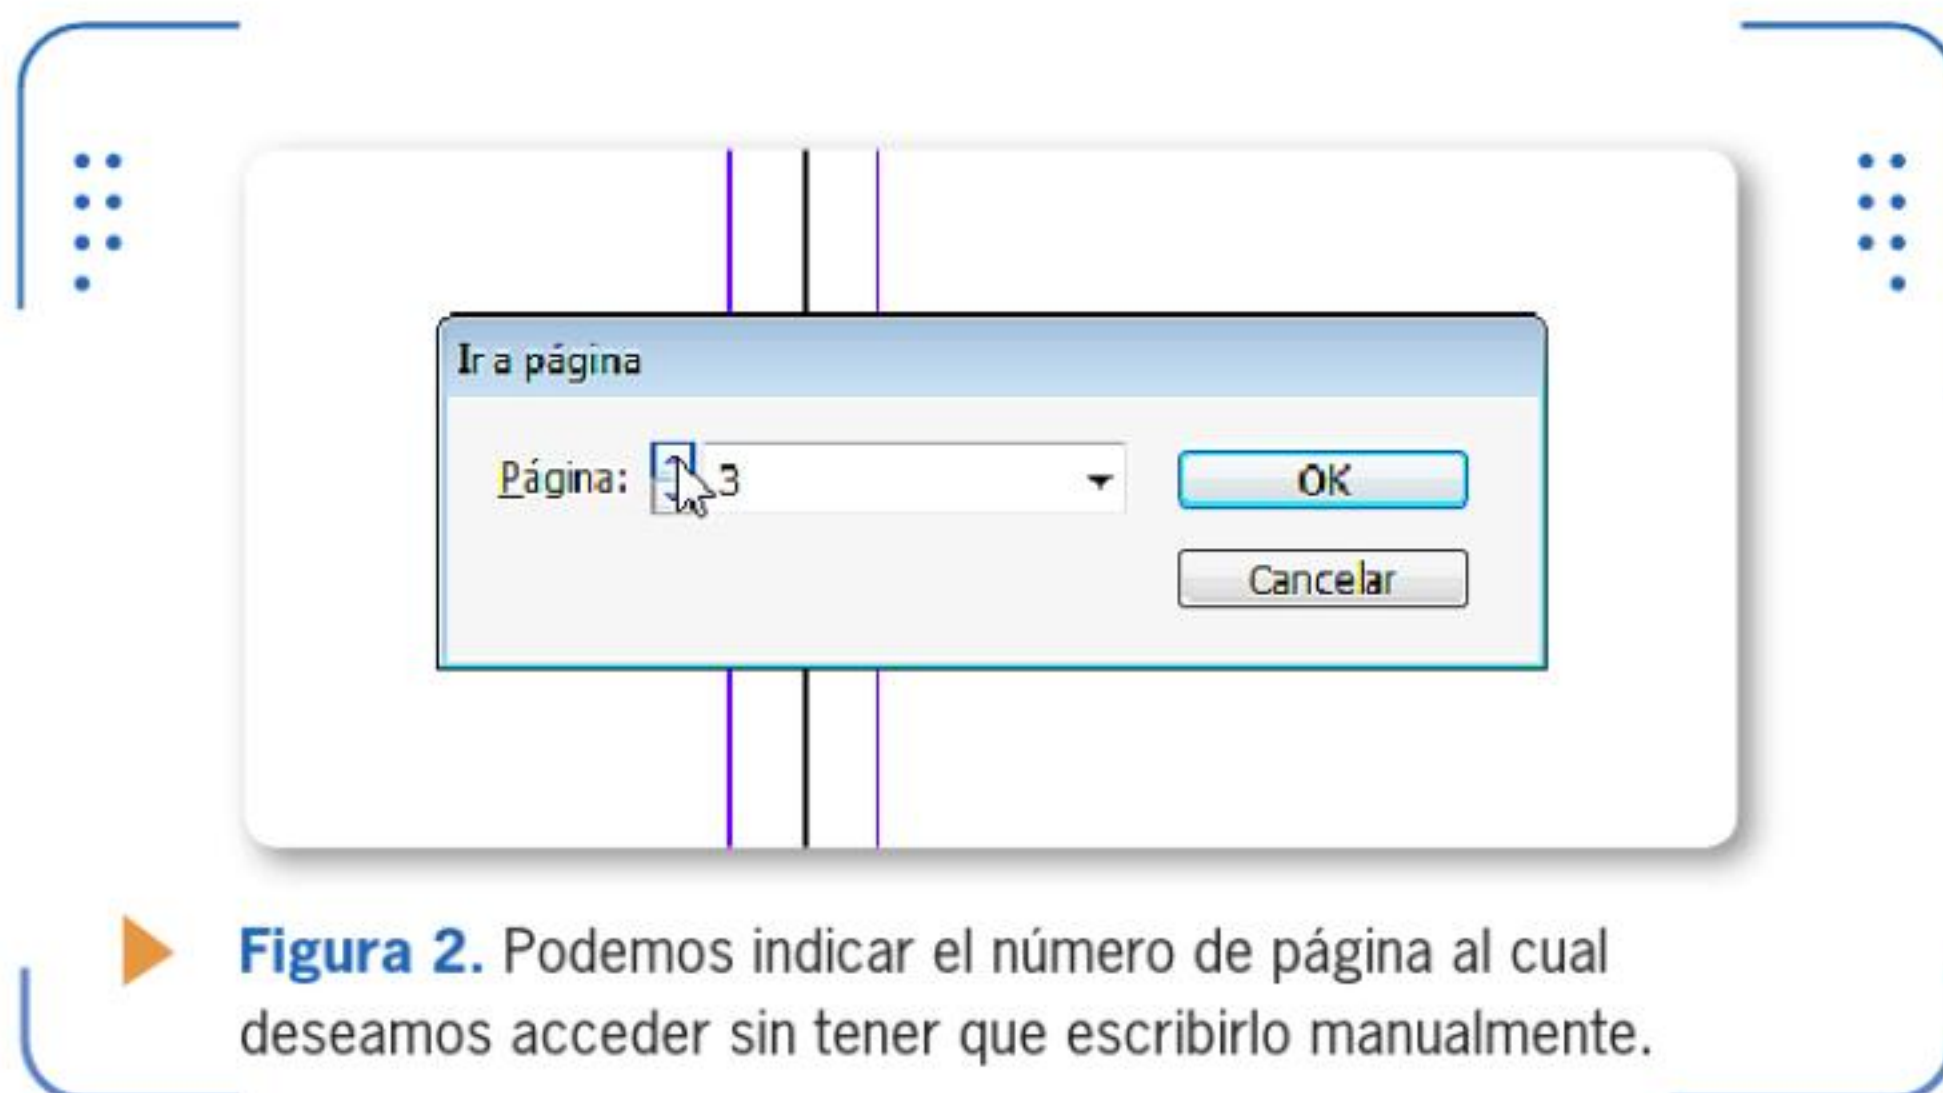 Ir a página
Página: 3
OK
Cancelar
Figura 2. Podemos indicar el número de página al cual
deseamos acceder sin tener que escribirlo manualmente.